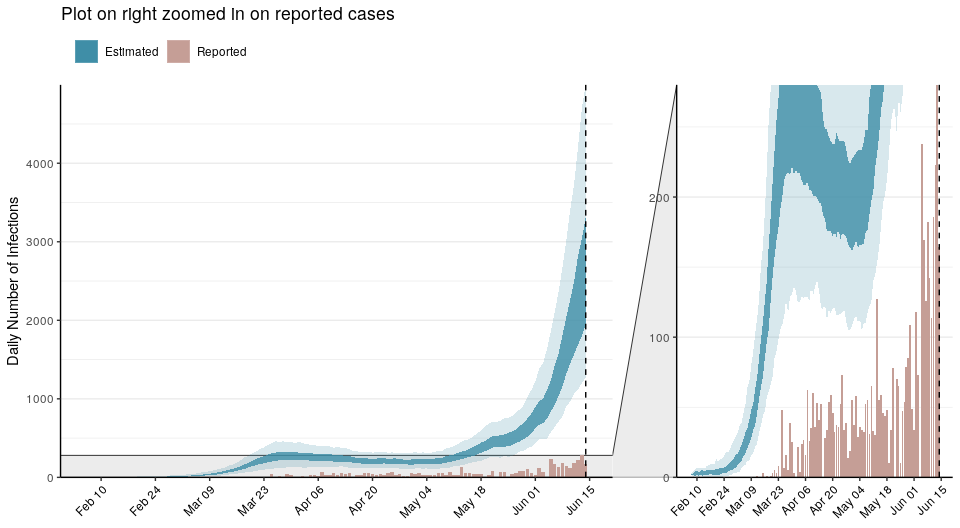 Plot on right zoomed in on reported cases
Estimated Reported
Daily Number of Infections
4000
3000
2000
1000
0
Feb 10 Feb 24 Mar 09 Mar 23 Apr 06 Apr 20 May 04 May 18 Jun 01 Jun 15
200
100
0
Feb 10 Feb 24 Mar 09 Mar 23 Apr 06 Apr 20 May 04 May 18 Jun 01 Jun 15